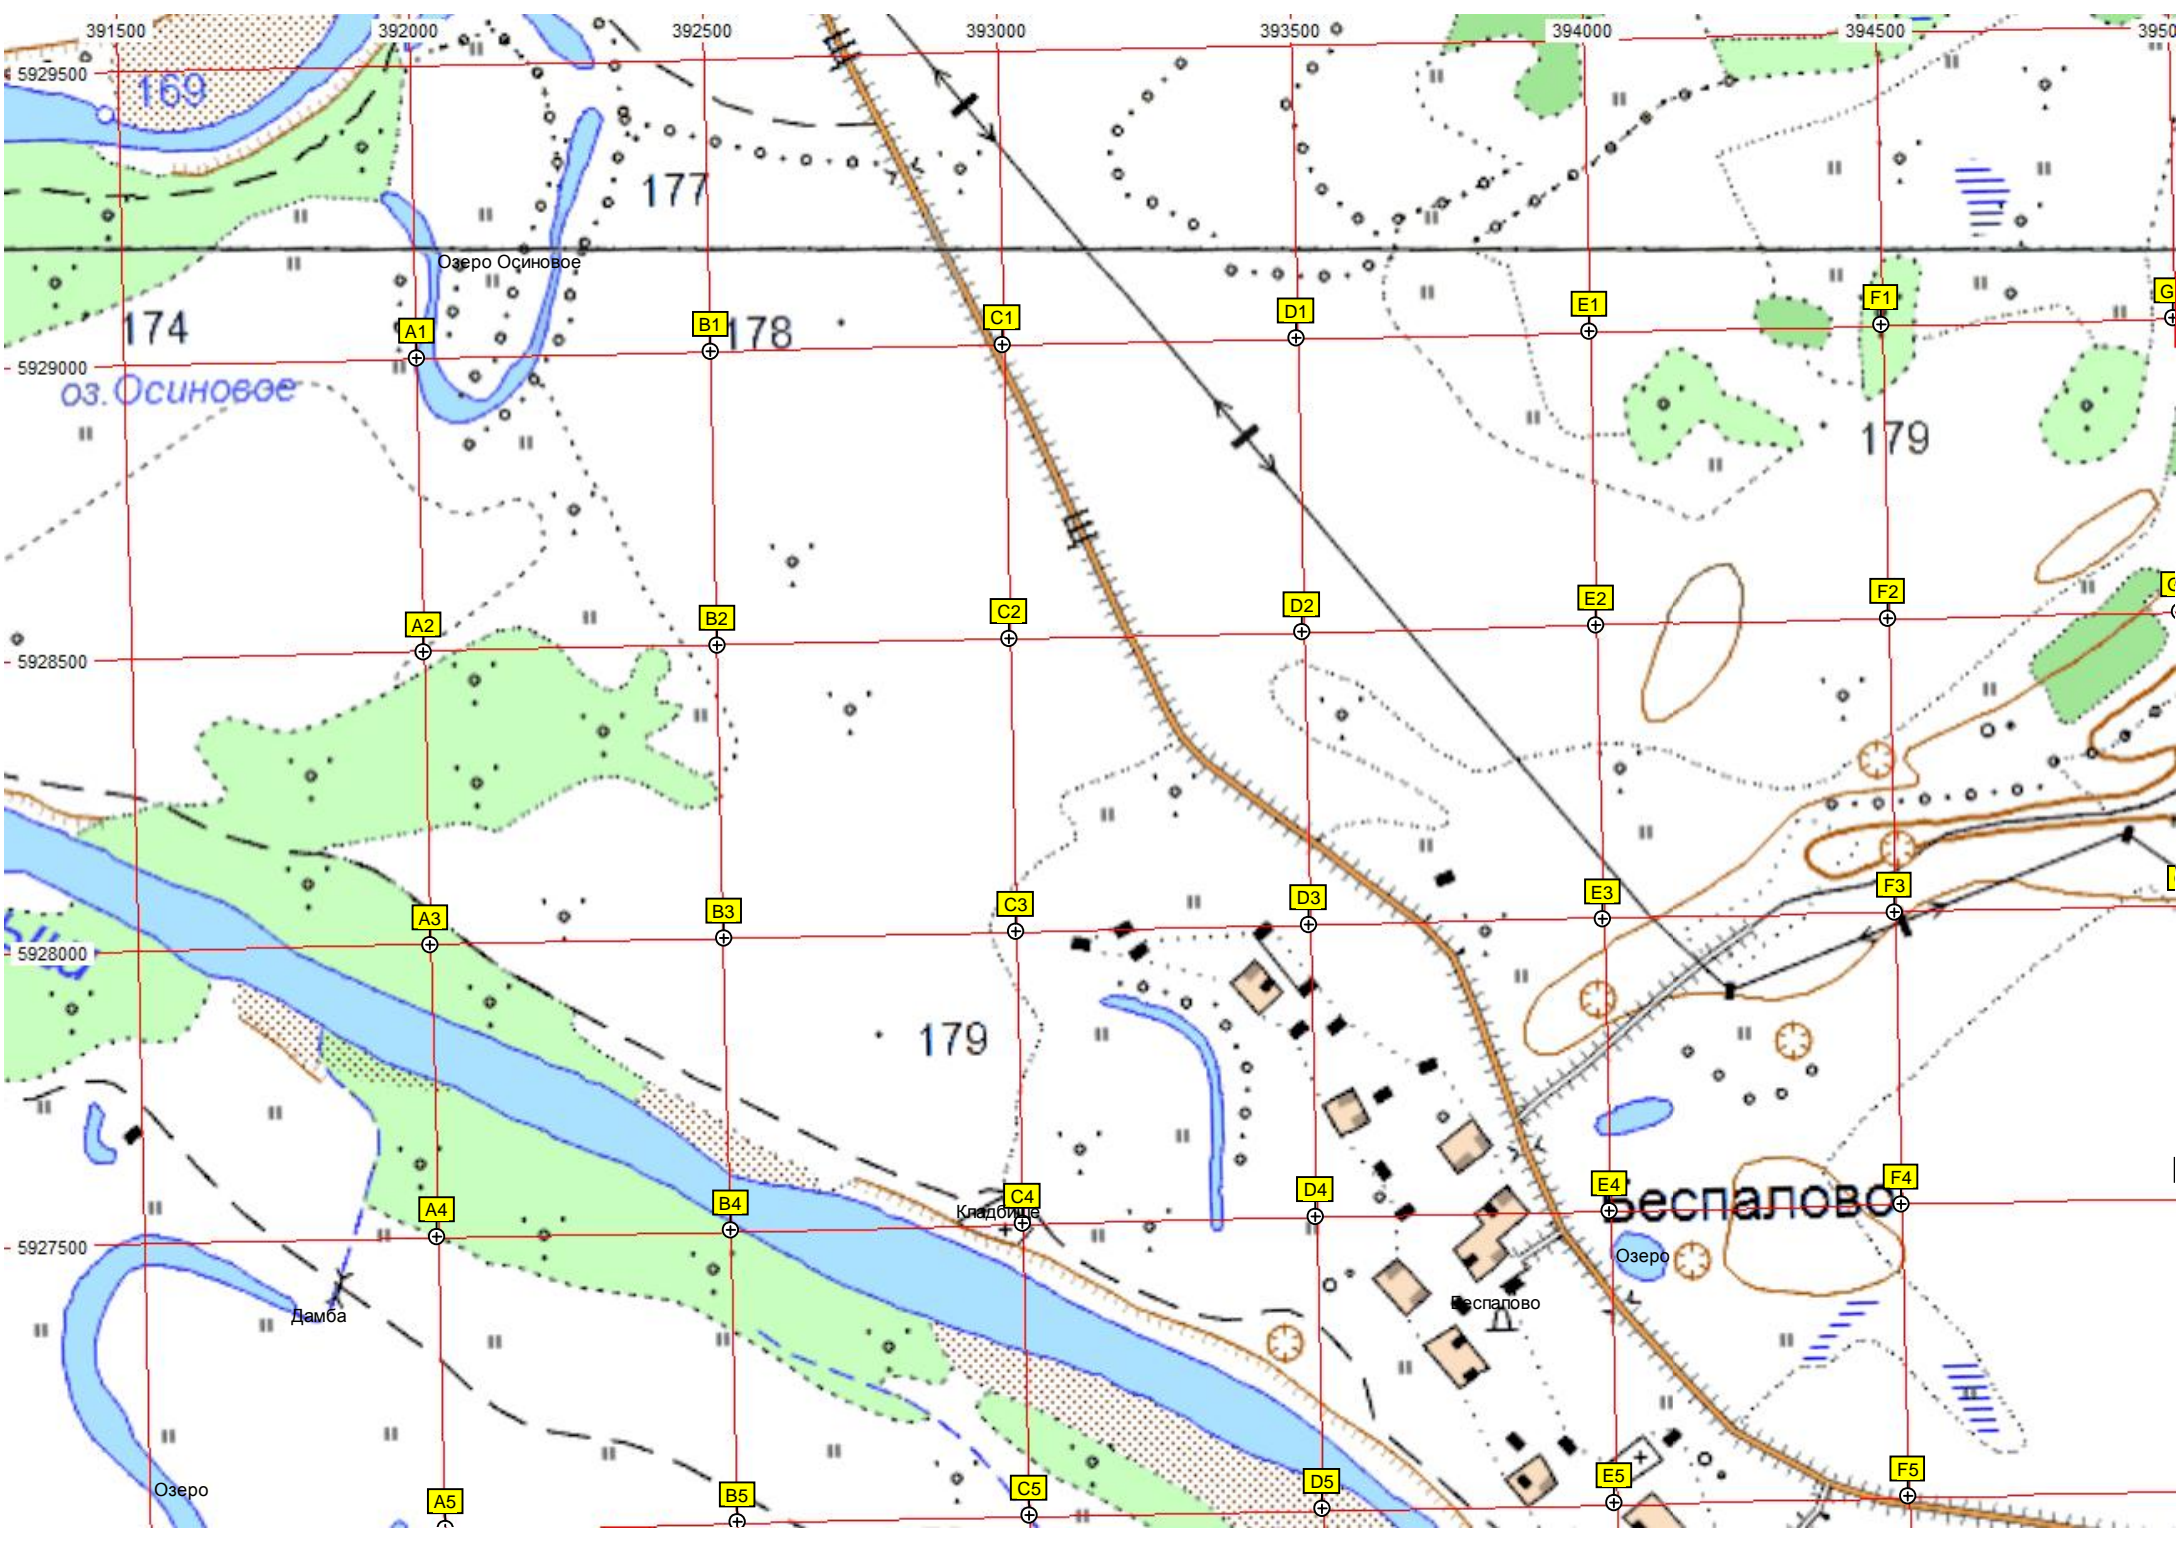 391500 392000 392500 393000 393500 394000 394500 3950
5929500
169
177
Озеро Осиновое
A1 B1 C1 D1 E1 F1 G
174 178
5929000
оз. Осиновое
179
A2 B2 C2 D2 E2 F2 G
5928500
A3 B3 C3 D3 E3 F3
5928000
179
A4 B4 C4 D4 E4 F4
Беспалово
Кладбище
5927500
Озеро
Беспалово
Дамба
Озеро
A5 B5 C5 D5 E5 F5